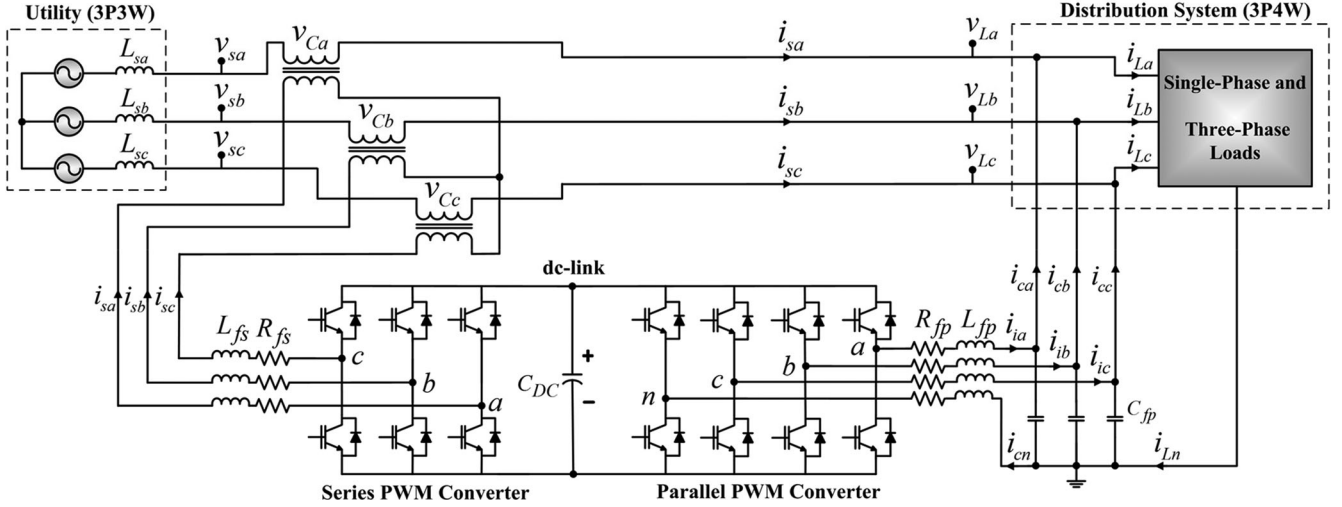 Utility (3P3W)
Distribution System (3P4W)
L_sa
v_sa
v_Ca
i_sa
v_La
i_La
L_sb
v_sb
v_Cb
i_sb
v_Lb
i_Lb
L_sc
v_sc
v_Cc
i_sc
v_Lc
i_Lc
Single-Phase and
Three-Phase
Loads
i_sa
i_sb
i_sc
dc-link
i_ca
i_cb
i_cc
L_fs
R_fs
c
b
a
C_DC
+
−
n
c
b
a
R_fp
L_fp
i_ia
i_ib
i_ic
C_fp
i_cn
i_Ln
Series PWM Converter
Parallel PWM Converter